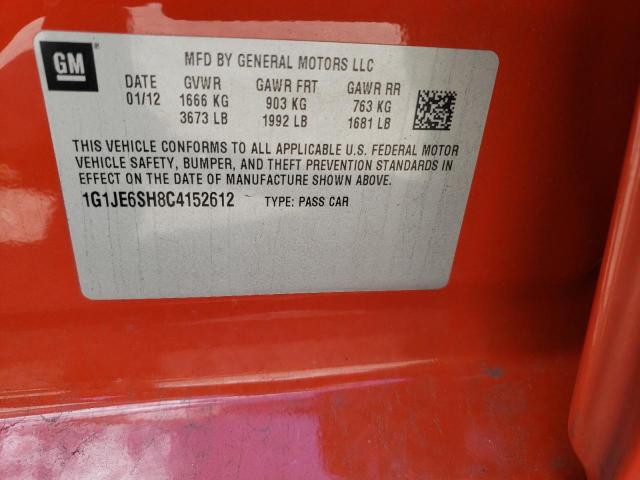 GM
MFD BY GENERAL MOTORS LLC
DATE GVWR GAWR FRT GAWR RR
01/12 1666 KG 903 KG 763 KG
3673 LB 1992 LB 1681 LB
THIS VEHICLE CONFORMS TO ALL APPLICABLE U.S. FEDERAL MOTOR
VEHICLE SAFETY, BUMPER, AND THEFT PREVENTION STANDARDS IN
EFFECT ON THE DATE OF MANUFACTURE SHOWN ABOVE.
1G1JE6SH8C4152612 TYPE: PASS CAR